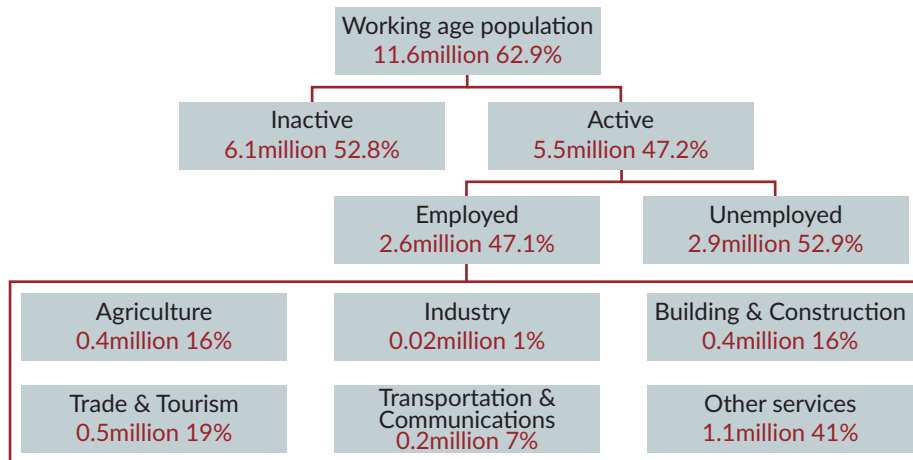 Working age population
11.6million 62.9%
Inactive
6.1million 52.8%
Active
5.5million 47.2%
Employed
2.6million 47.1%
Unemployed
2.9million 52.9%
Agriculture
0.4million 16%
Industry
0.02million 1%
Building & Construction
0.4million 16%
Trade & Tourism
0.5million 19%
Transportation &
Communications
0.2million 7%
Other services
1.1million 41%